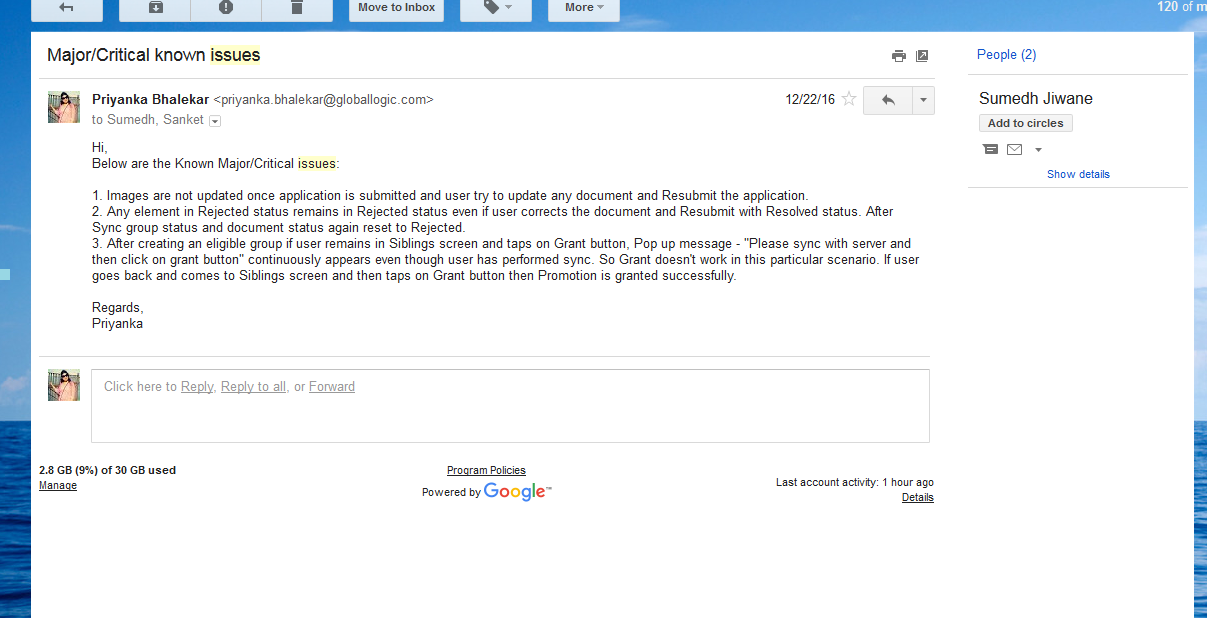 Move to Inbox
More
120 of m
Major/Critical known issues
People (2)
Priyanka Bhalekar <priyanka.bhalekar@globallogic.com>
12/22/16
to Sumedh, Sanket
Sumedh Jiwane
Add to circles
Show details
Hi,
Below are the Known Major/Critical issues:
1. Images are not updated once application is submitted and user try to update any document and Resubmit the application.
2. Any element in Rejected status remains in Rejected status even if user corrects the document and Resubmit with Resolved status. After
Sync group status and document status again reset to Rejected.
3. After creating an eligible group if user remains in Siblings screen and taps on Grant button, Pop up message - "Please sync with server and
then click on grant button" continuously appears even though user has performed sync. So Grant doesn't work in this particular scenario. If user
goes back and comes to Siblings screen and then taps on Grant button then Promotion is granted successfully.
Regards,
Priyanka
Click here to Reply, Reply to all, or Forward
2.8 GB (9%) of 30 GB used
Manage
Program Policies
Powered by Google™
Last account activity: 1 hour ago
Details